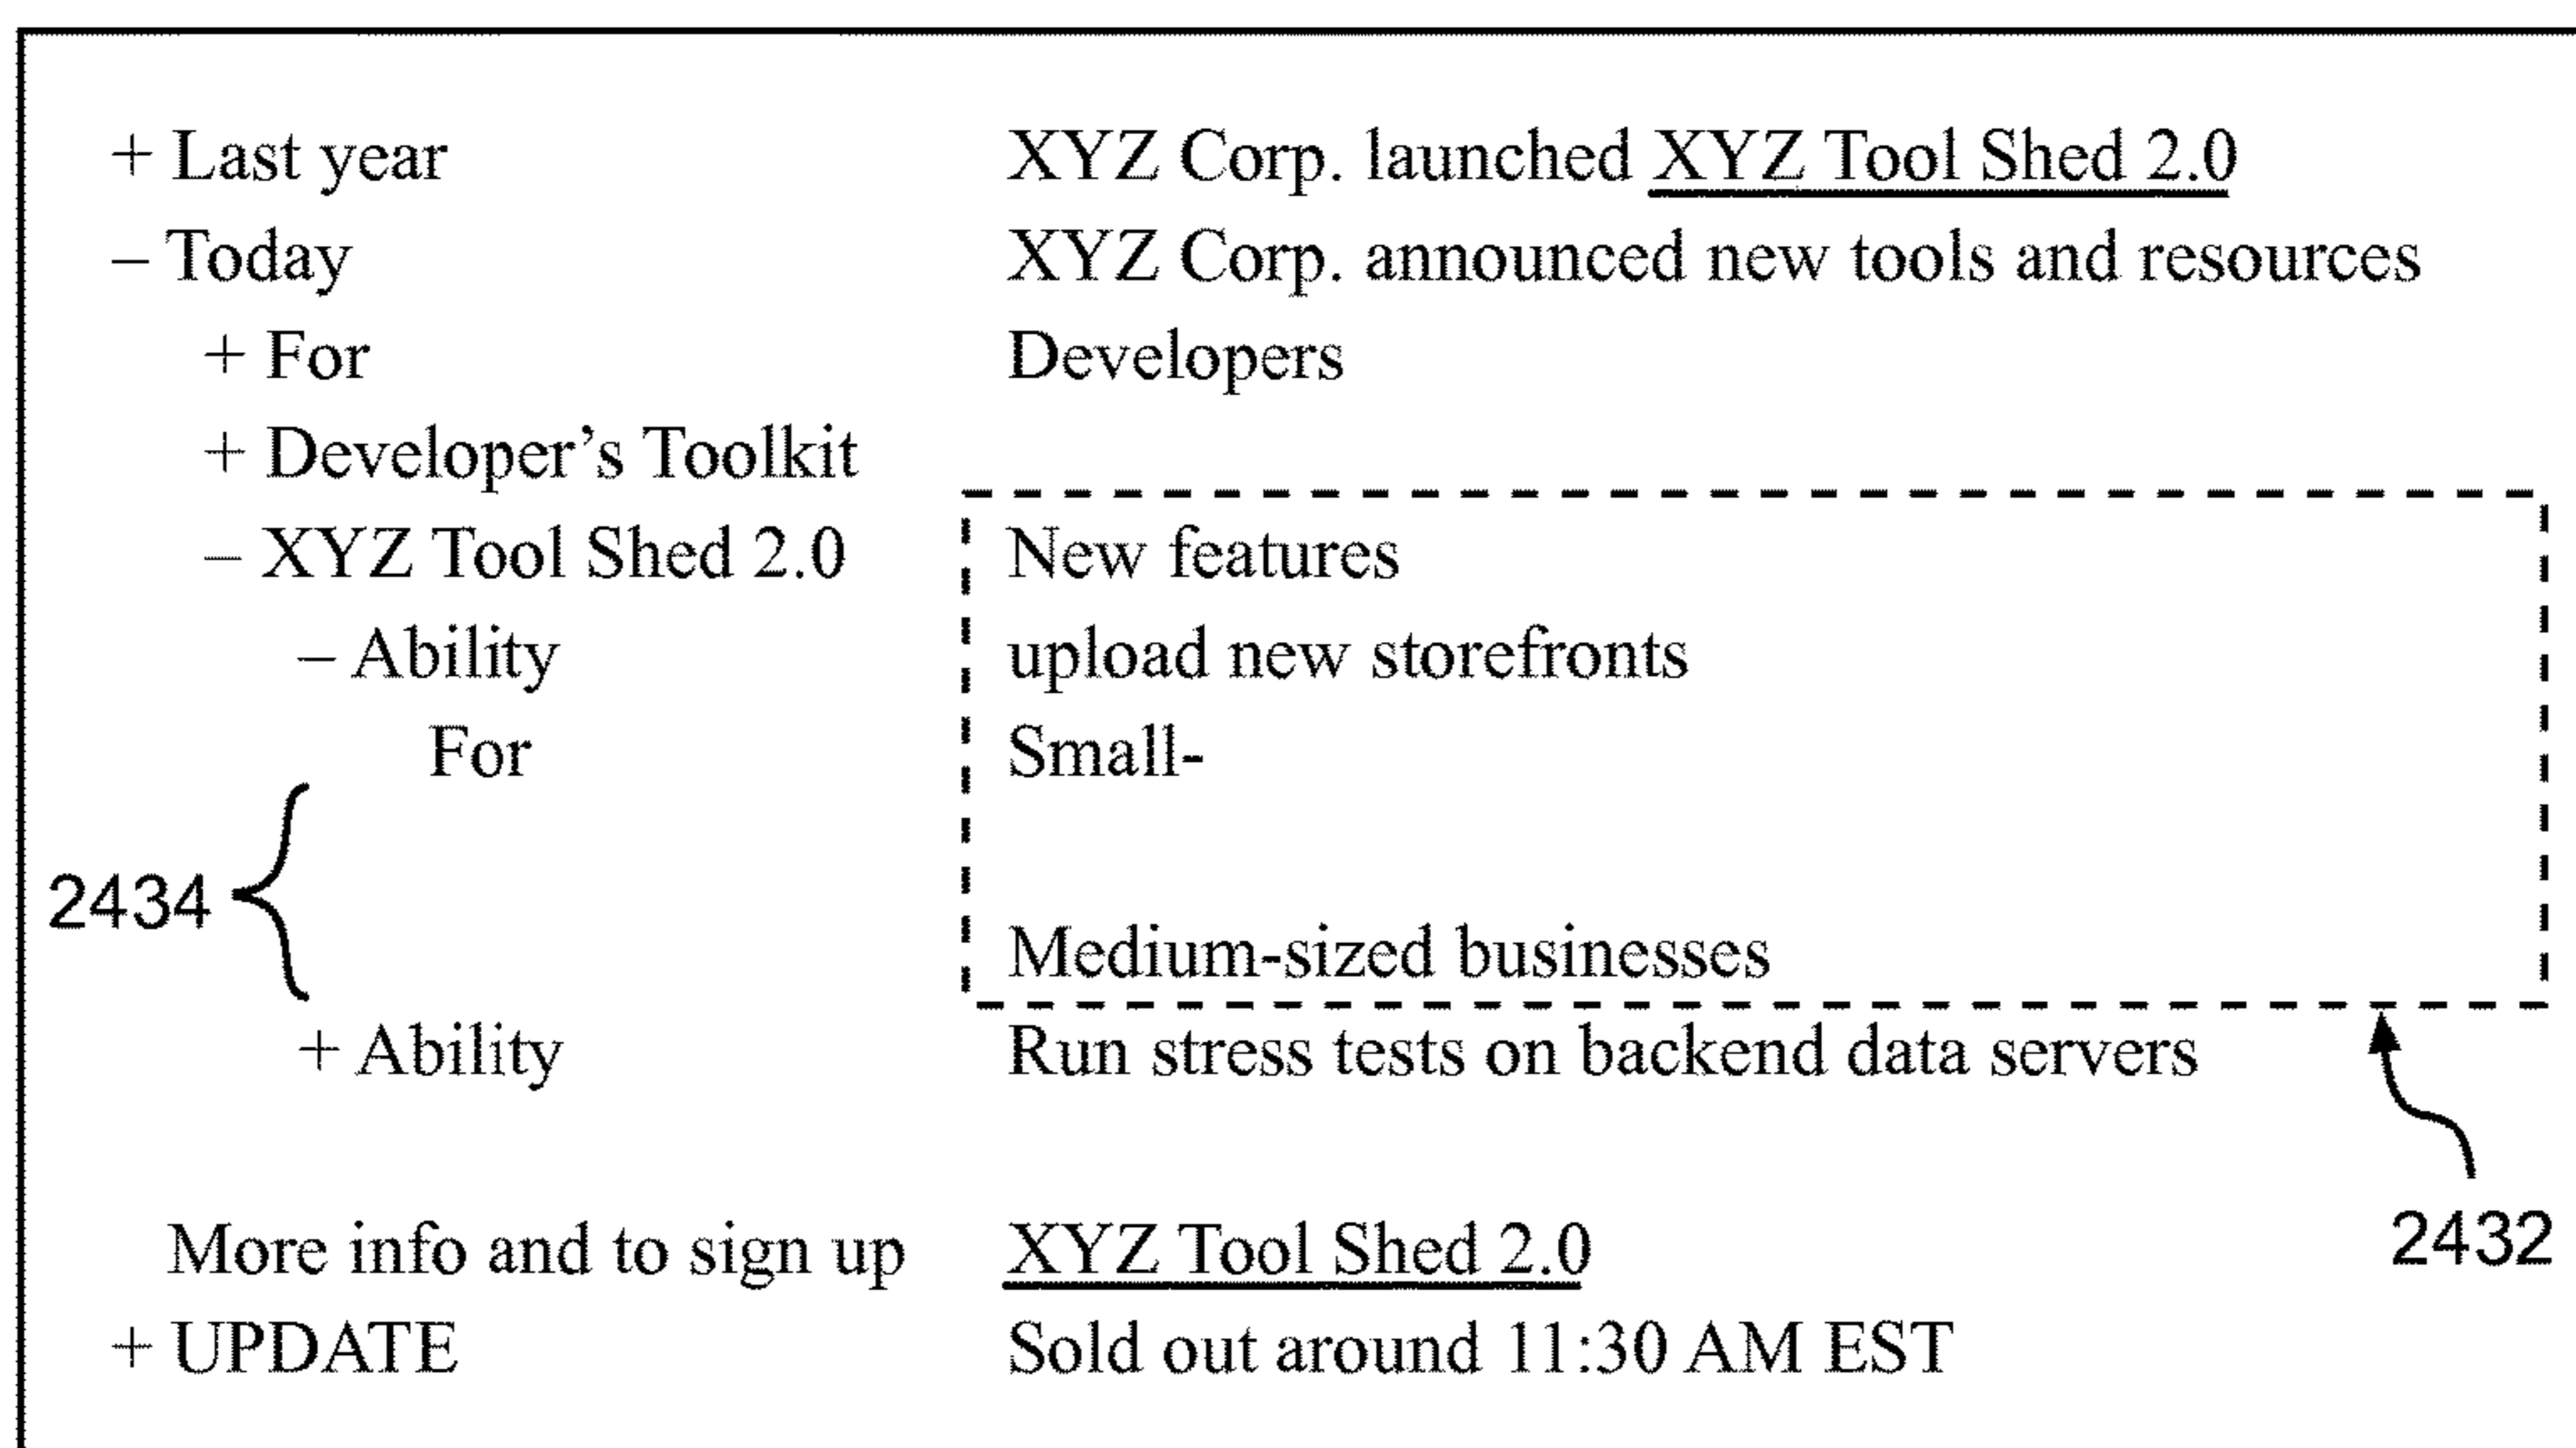 + Last year XYZ Corp. launched XYZ Tool Shed 2.0
– Today XYZ Corp. announced new tools and resources
+ For Developers
+ Developer’s Toolkit
– XYZ Tool Shed 2.0 New features
– Ability upload new storefronts
For Small-
2434
Medium-sized businesses
+ Ability Run stress tests on backend data servers
More info and to sign up XYZ Tool Shed 2.0
2432
+ UPDATE Sold out around 11:30 AM EST